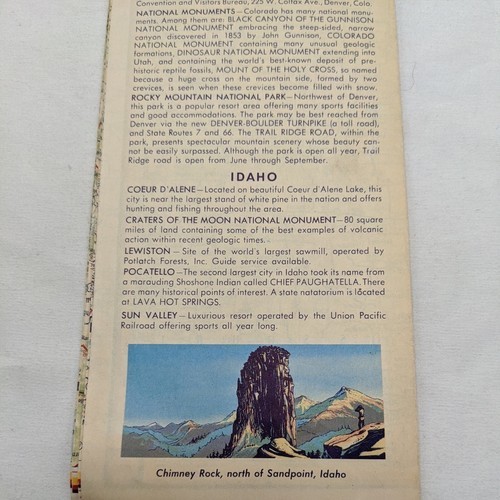 Convention and Visitors Bureau, 225 W. Colfax Ave., Denver, Colo.
NATIONAL MONUMENTS — Colorado has many national monu-
ments. Among them are: BLACK CANYON OF THE GUNNISON
NATIONAL MONUMENT embracing the steep-sided, narrow
canyon discovered in 1853 by John Gunnison, COLORADO
NATIONAL MONUMENT containing many unusual geologic
formations, DINOSAUR NATIONAL MONUMENT extending into
Utah, and containing the world's best-known deposit of pre-
historic reptile fossils, MOUNT OF THE HOLY CROSS, so named
because a huge cross on the mountain side, formed by two
crevices, is seen when these crevices become filled with snow.
ROCKY MOUNTAIN NATIONAL PARK — Northwest of Denver,
this park is a popular resort area offering many sports facilities
and good accommodations. The park may be best reached from
Denver via the new DENVER-BOULDER TURNPIKE (a toll road),
and State Routes 7 and 66. The TRAIL RIDGE ROAD, within the
park, presents spectacular mountain scenery whose beauty can-
not be easily surpassed. Although the park is open all year, Trail
Ridge road is open from June through September.
IDAHO
COEUR D'ALENE — Located on beautiful Coeur d'Alene Lake, this
city is near the largest stand of white pine in the nation and offers
hunting and fishing throughout the area.
CRATERS OF THE MOON NATIONAL MONUMENT — 80 square
miles of land containing some of the best examples of volcanic
action within recent geologic times.
LEWISTON — Site of the world's largest sawmill, operated by
Potlatch Forests, Inc. Guide service available.
POCATELLO — The second largest city in Idaho took its name from
a marauding Shoshone Indian called CHIEF PAUGHATELLA. There
are many historical points of interest. A state natatorium is located
at LAVA HOT SPRINGS.
SUN VALLEY — Luxurious resort operated by the Union Pacific
Railroad offering sports all year long.
Chimney Rock, north of Sandpoint, Idaho